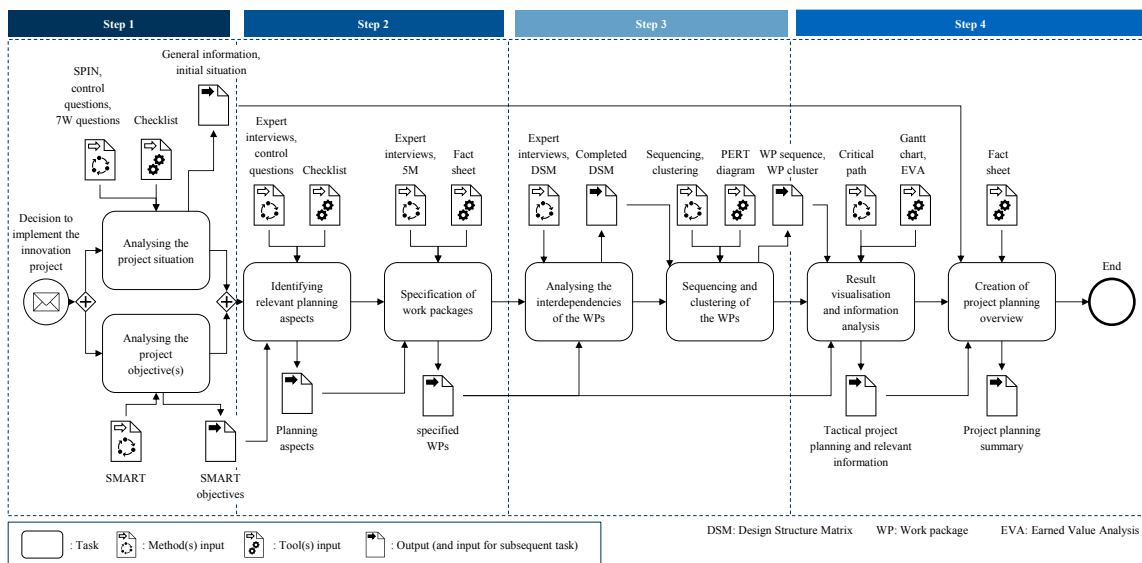 Step 1
Step 2
Step 3
Step 4
General information,
initial situation
SPIN,
control
questions,
7W questions
Checklist
Expert
interviews,
control
questions
Checklist
Expert
interviews,
5M
Fact
sheet
Expert
interviews,
DSM
Completed
DSM
Sequencing,
clustering
PERT
diagram
WP sequence,
WP cluster
Critical
path
Gantt
chart,
EVA
Fact
sheet
Decision to
implement the
innovation
project
Analysing the
project situation
Analysing the
project
objective(s)
Identifying
relevant planning
aspects
Specification of
work packages
Analysing the
interdependencies
of the WPs
Sequencing and
clustering of
the WPs
Result
visualisation
and information
analysis
Creation of
project planning
overview
End
SMART
SMART
objectives
Planning
aspects
specified
WPs
Tactical project
planning and relevant
information
Project planning
summary
: Task
: Method(s) input
: Tool(s) input
: Output (and input for subsequent task)
DSM: Design Structure Matrix
WP: Work package
EVA: Earned Value Analysis